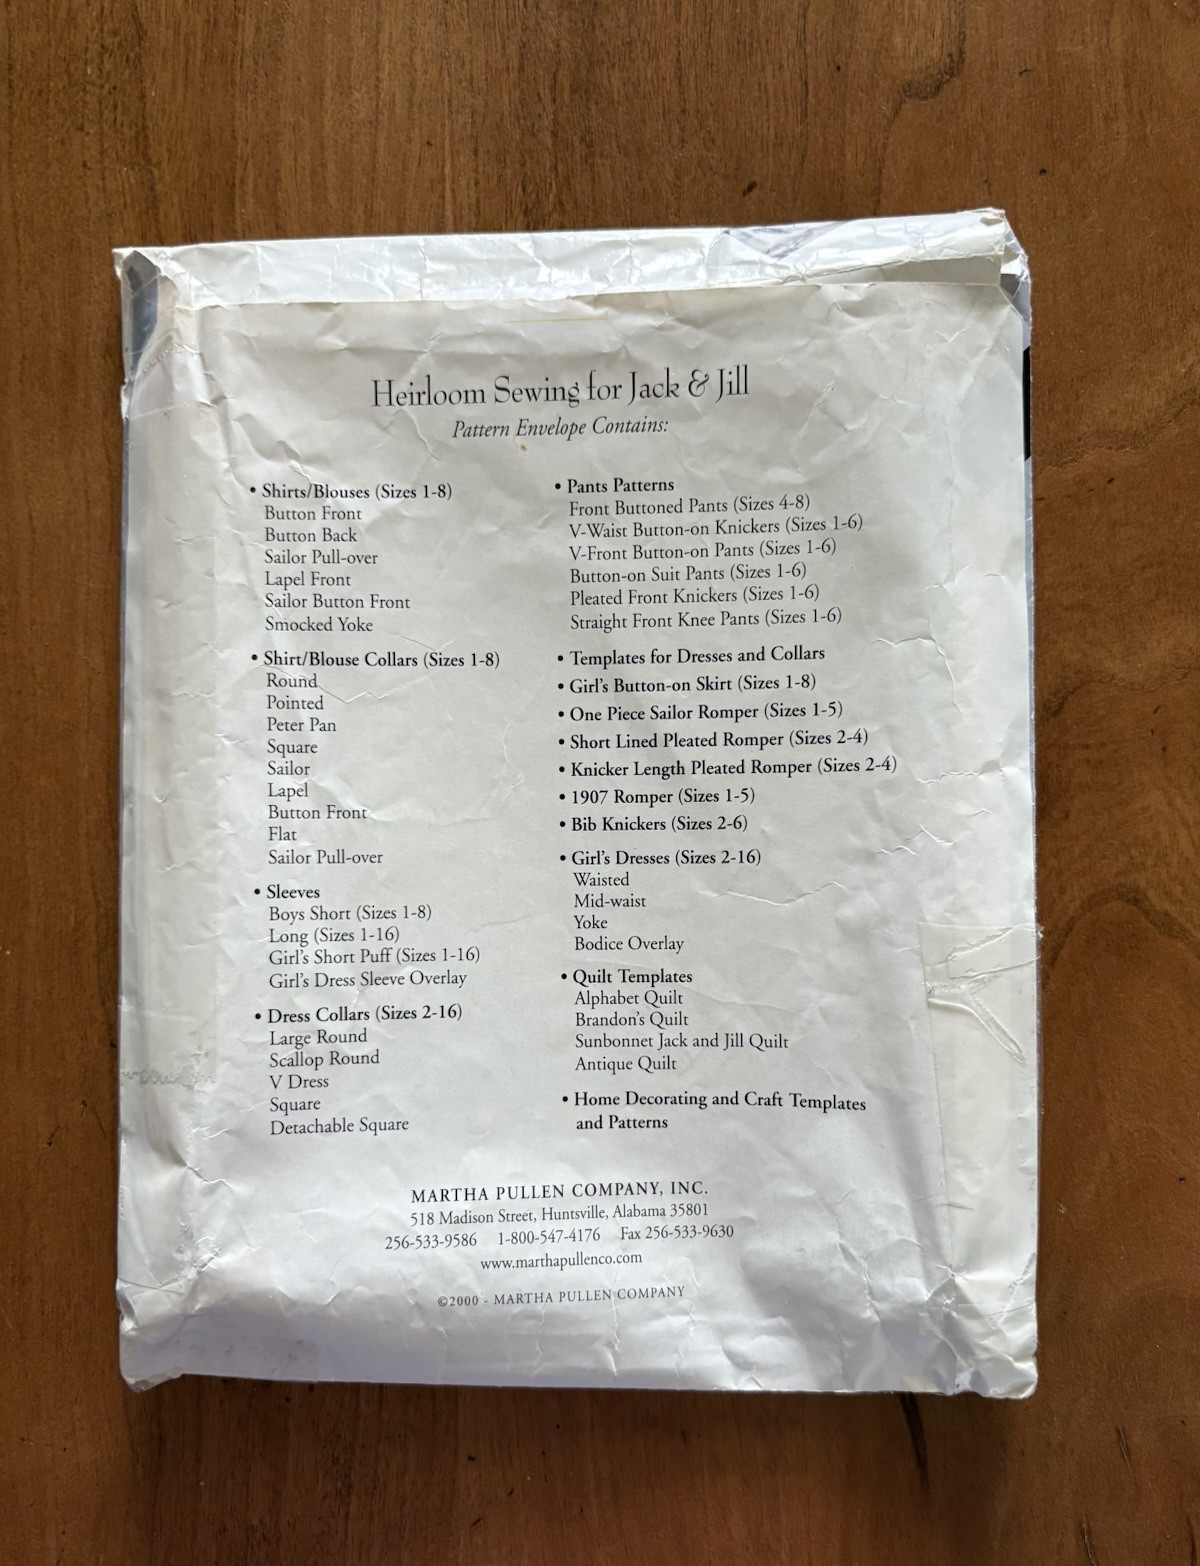 Heirloom Sewing for Jack & Jill
Pattern Envelope Contains:
• Shirts/Blouses (Sizes 1-8)
Button Front
Button Back
Sailor Pull-over
Lapel Front
Sailor Button Front
Smocked Yoke
• Shirt/Blouse Collars (Sizes 1-8)
Round
Pointed
Peter Pan
Square
Sailor
Lapel
Button Front
Flat
Sailor Pull-over
• Sleeves
Boys Short (Sizes 1-8)
Long (Sizes 1-16)
Girl's Short Puff (Sizes 1-16)
Girl's Dress Sleeve Overlay
• Dress Collars (Sizes 2-16)
Large Round
Scallop Round
V Dress
Square
Detachable Square
• Pants Patterns
Front Buttoned Pants (Sizes 4-8)
V-Waist Button-on Knickers (Sizes 1-6)
V-Front Button-on Pants (Sizes 1-6)
Button-on Suit Pants (Sizes 1-6)
Pleated Front Knickers (Sizes 1-6)
Straight Front Knee Pants (Sizes 1-6)
• Templates for Dresses and Collars
• Girl's Button-on Skirt (Sizes 1-8)
• One Piece Sailor Romper (Sizes 1-5)
• Short Lined Pleated Romper (Sizes 2-4)
• Knicker Length Pleated Romper (Sizes 2-4)
• 1907 Romper (Sizes 1-5)
• Bib Knickers (Sizes 2-6)
• Girl's Dresses (Sizes 2-16)
Waisted
Mid-waist
Yoke
Bodice Overlay
• Quilt Templates
Alphabet Quilt
Brandon's Quilt
Sunbonnet Jack and Jill Quilt
Antique Quilt
• Home Decorating and Craft Templates
and Patterns
MARTHA PULLEN COMPANY, INC.
518 Madison Street, Huntsville, Alabama 35801
256-533-9586 1-800-547-4176 Fax 256-533-9630
www.marthapullenco.com
©2000 - MARTHA PULLEN COMPANY